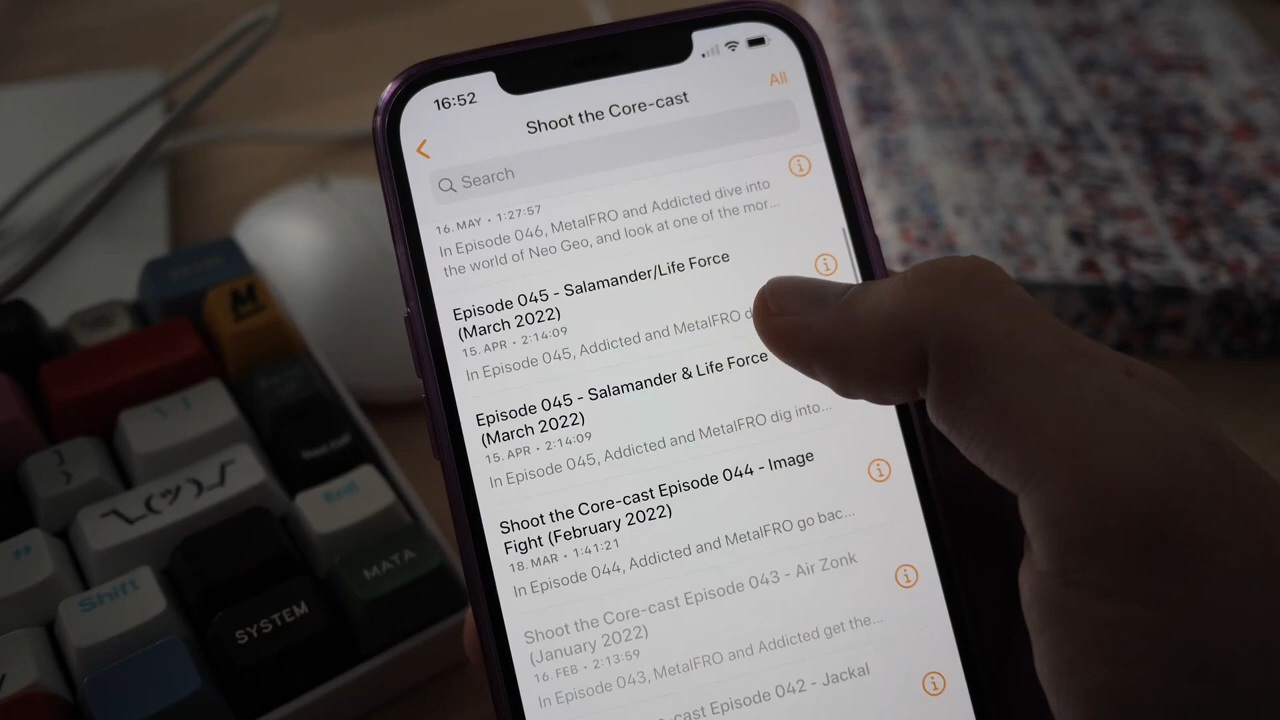 16:52
All
Shoot the Core-cast
Search
16. MAY • 1:27:57
In Episode 046, MetalFRO and Addicted dive into
the world of Neo Geo, and look at one of the mor...
Episode 045 - Salamander/Life Force
(March 2022)
15. APR • 2:14:09
In Episode 045, Addicted and MetalFRO d
Episode 045 - Salamander & Life Force
(March 2022)
15. APR • 2:14:09
In Episode 045, Addicted and MetalFRO dig into...
Shoot the Core-cast Episode 044 - Image
Fight (February 2022)
18. MAR • 1:41:21
In Episode 044, Addicted and MetalFRO go bac...
Shoot the Core-cast Episode 043 - Air Zonk
(January 2022)
16. FEB • 2:13:59
In Episode 043, MetalFRO and Addicted get the...
-cast Episode 042 - Jackal
M
\ |
} ]
¯\_(ツ)_/¯
End
"
Shift
MATA
SYSTEM